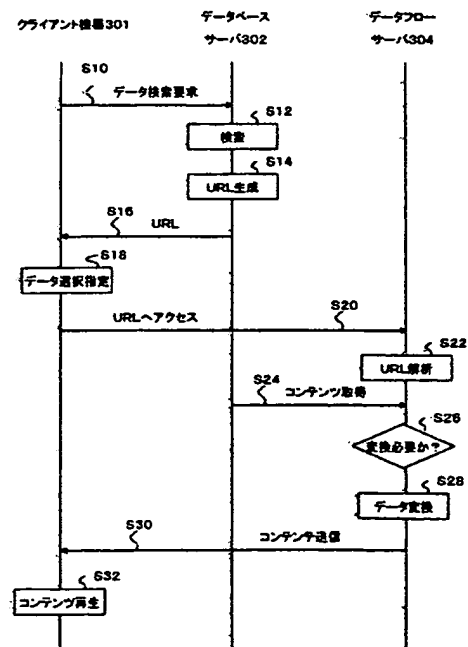 クライアント機器301
データベース
サーバ302
データフロー
サーバ304
S10
データ検索要求
S12
検索
S14
URL生成
S16
URL
S18
データ選択指定
S20
URLへアクセス
S22
URL解析
S24
コンテンツ取得
S26
変換必要か?
S28
データ変換
S30
コンテンテ送信
S32
コンテンツ再生